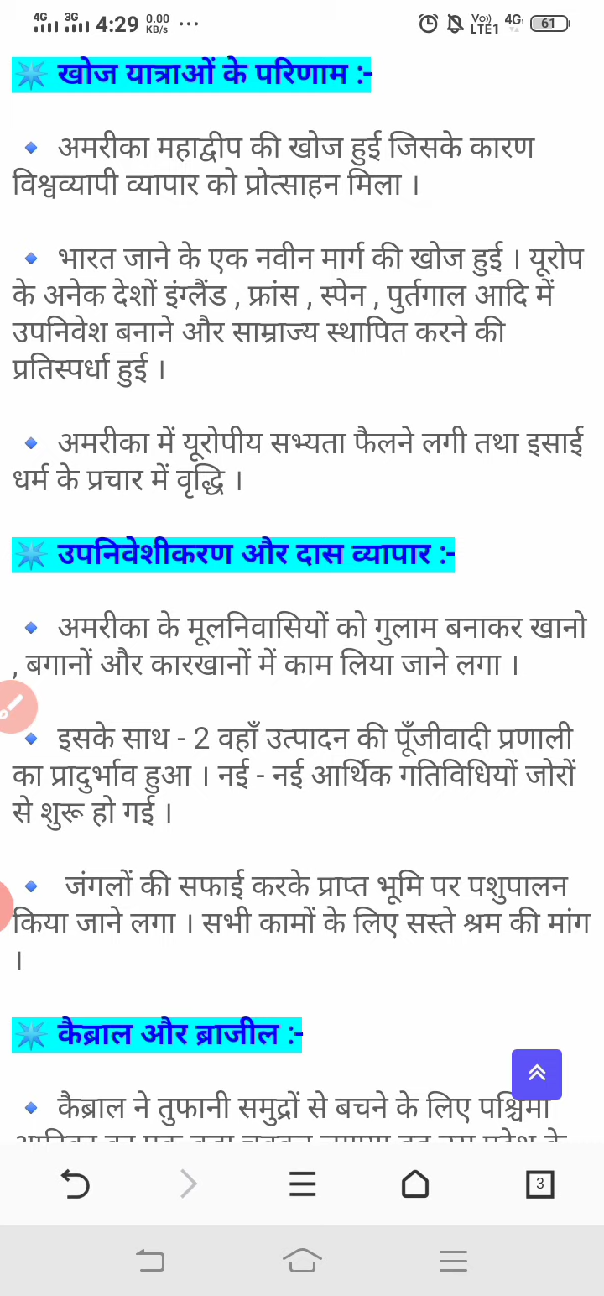 4G 3G 4:29 0.00 KB/s ... Vo)) LTE1 4G 61
खोज यात्राओं के परिणाम :-
अमरीका महाद्वीप की खोज हुई जिसके कारण
विश्वव्यापी व्यापार को प्रोत्साहन मिला ।
भारत जाने के एक नवीन मार्ग की खोज हुई । यूरोप
के अनेक देशों इंग्लैंड , फ्रांस , स्पेन , पुर्तगाल आदि में
उपनिवेश बनाने और साम्राज्य स्थापित करने की
प्रतिस्पर्धा हुई ।
अमरीका में यूरोपीय सभ्यता फैलने लगी तथा इसाई
धर्म के प्रचार में वृद्धि ।
उपनिवेशीकरण और दास व्यापार :-
अमरीका के मूलनिवासियों को गुलाम बनाकर खानो
, बगानों और कारखानों में काम लिया जाने लगा ।
इसके साथ - 2 वहाँ उत्पादन की पूँजीवादी प्रणाली
का प्रादुर्भाव हुआ । नई - नई आर्थिक गतिविधियों जोरों
से शुरू हो गई ।
जंगलों की सफाई करके प्राप्त भूमि पर पशुपालन
किया जाने लगा । सभी कामों के लिए सस्ते श्रम की मांग
।
कैब्राल और ब्राजील :-
कैब्राल ने तुफानी समुद्रों से बचने के लिए पश्चिमी
3